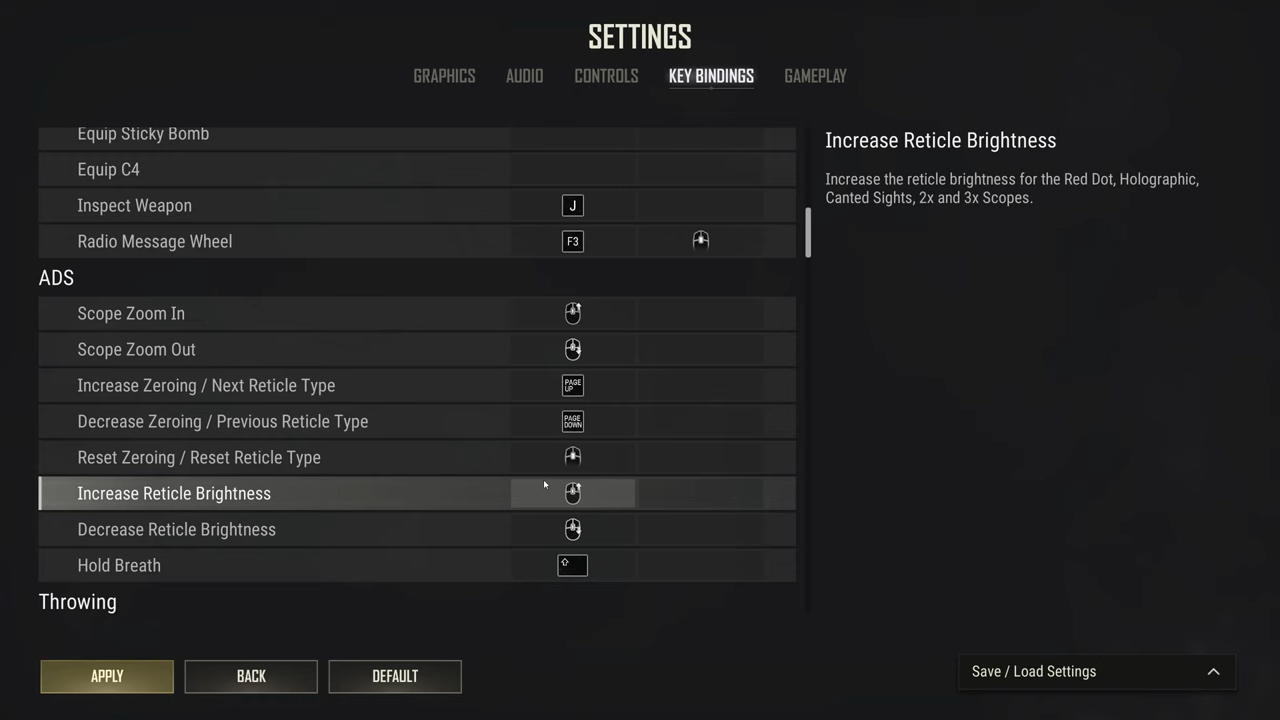 SETTINGS
GRAPHICS AUDIO CONTROLS KEY BINDINGS GAMEPLAY
Equip Sticky Bomb
Equip C4
Inspect Weapon J
Radio Message Wheel F3
ADS
Scope Zoom In
Scope Zoom Out
Increase Zeroing / Next Reticle Type PAGE UP
Decrease Zeroing / Previous Reticle Type PAGE DOWN
Reset Zeroing / Reset Reticle Type
Increase Reticle Brightness
Decrease Reticle Brightness
Hold Breath
Throwing
Increase Reticle Brightness
Increase the reticle brightness for the Red Dot, Holographic,
Canted Sights, 2x and 3x Scopes.
APPLY BACK DEFAULT
Save / Load Settings